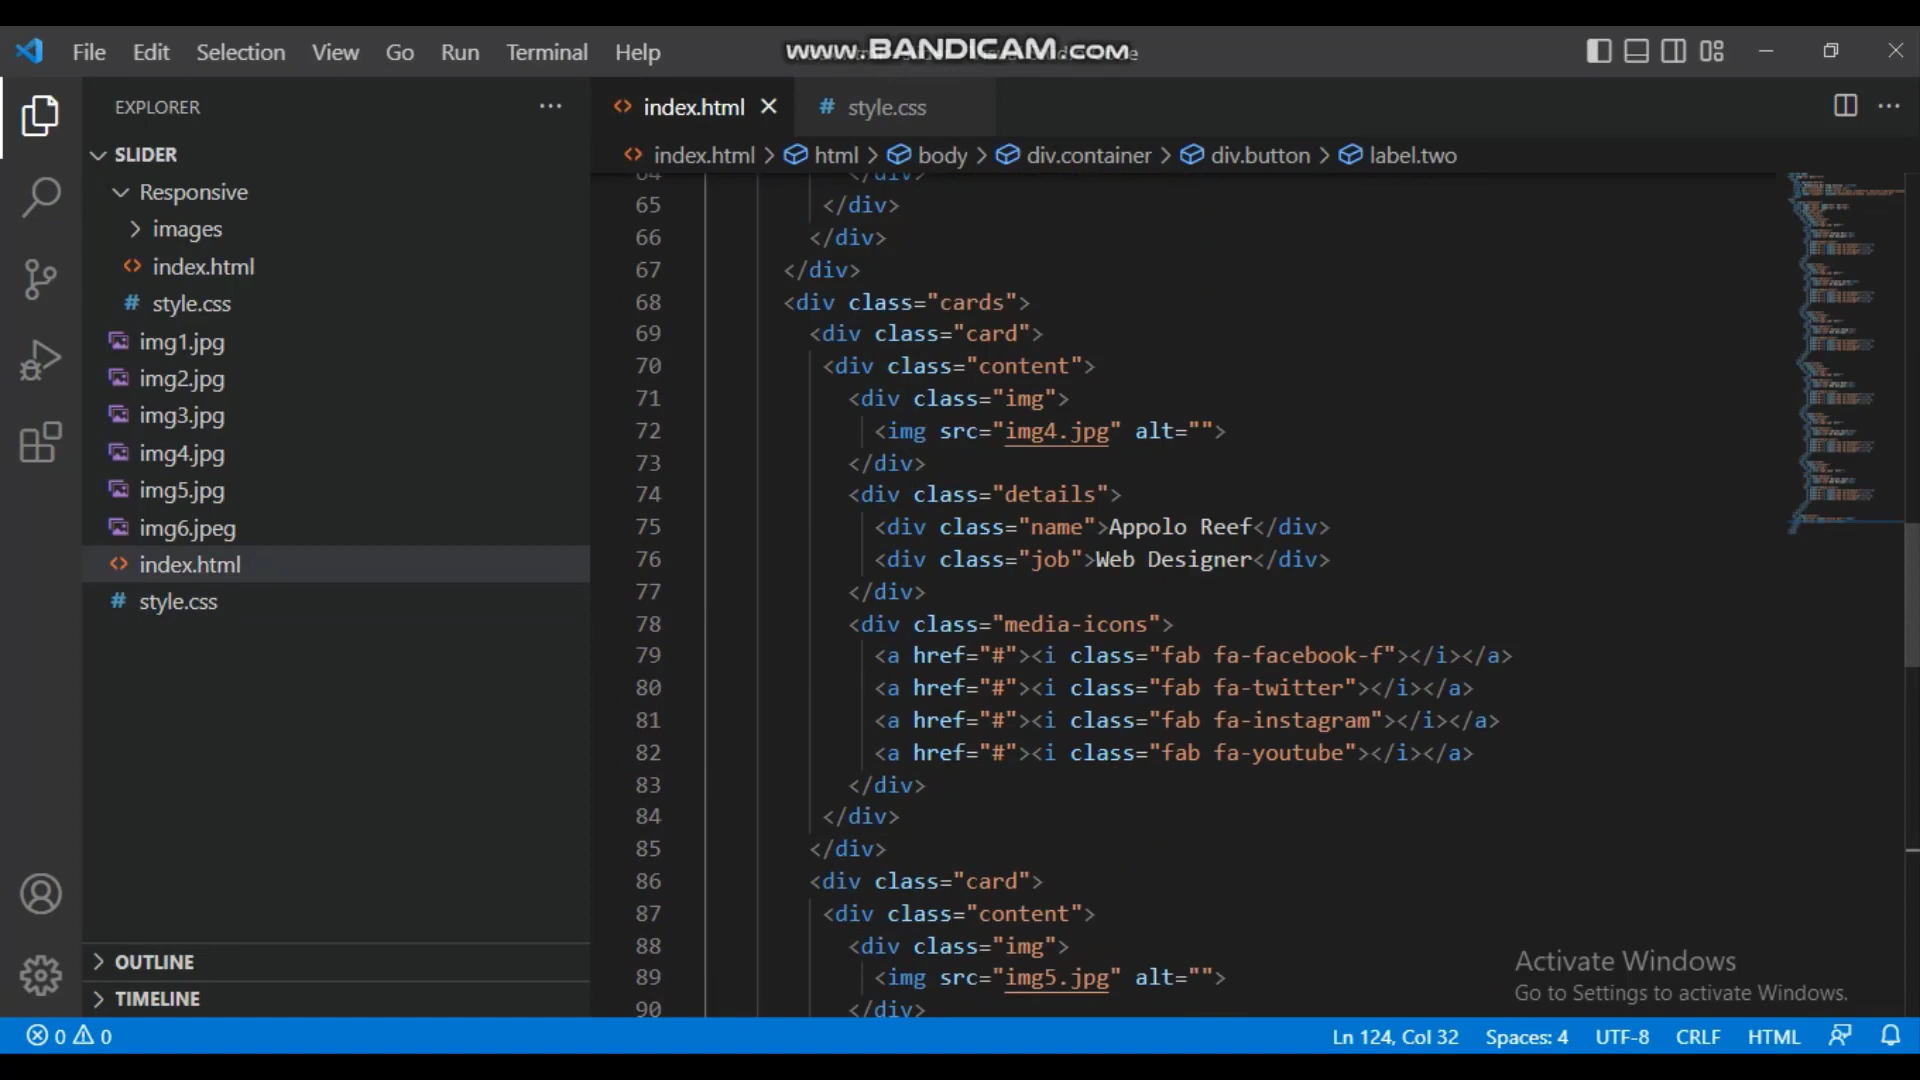 File Edit Selection View Go Run Terminal Help
www.BANDICAM.com
EXPLORER
SLIDER
Responsive
images
index.html
style.css
img1.jpg
img2.jpg
img3.jpg
img4.jpg
img5.jpg
img6.jpeg
index.html
style.css
OUTLINE
TIMELINE
index.html
style.css
index.html > html > body > div.container > div.button > label.two
64 </div>
65 </div>
66 </div>
67 </div>
68 <div class="cards">
69 <div class="card">
70 <div class="content">
71 <div class="img">
72 <img src="img4.jpg" alt="">
73 </div>
74 <div class="details">
75 <div class="name">Appolo Reef</div>
76 <div class="job">Web Designer</div>
77 </div>
78 <div class="media-icons">
79 <a href="#"><i class="fab fa-facebook-f"></i></a>
80 <a href="#"><i class="fab fa-twitter"></i></a>
81 <a href="#"><i class="fab fa-instagram"></i></a>
82 <a href="#"><i class="fab fa-youtube"></i></a>
83 </div>
84 </div>
85 </div>
86 <div class="card">
87 <div class="content">
88 <div class="img">
89 <img src="img5.jpg" alt="">
90 </div>
Activate Windows
Go to Settings to activate Windows.
0 0
Ln 124, Col 32 Spaces: 4 UTF-8 CRLF HTML